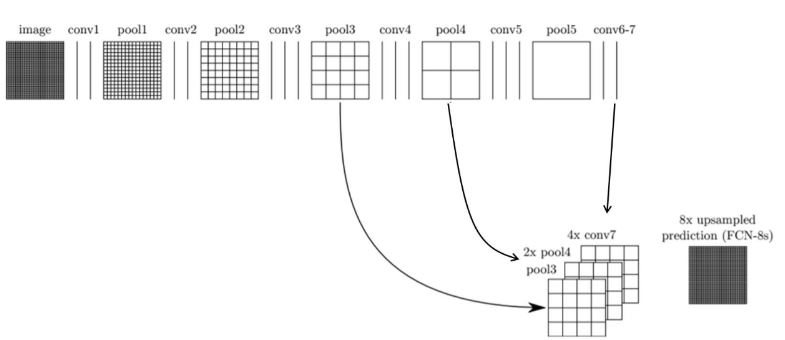 image conv1 pool1 conv2 pool2 conv3 pool3 conv4 pool4 conv5 pool5 conv6-7
8x upsampled
prediction (FCN-8s)
4x conv7
2x pool4
pool3